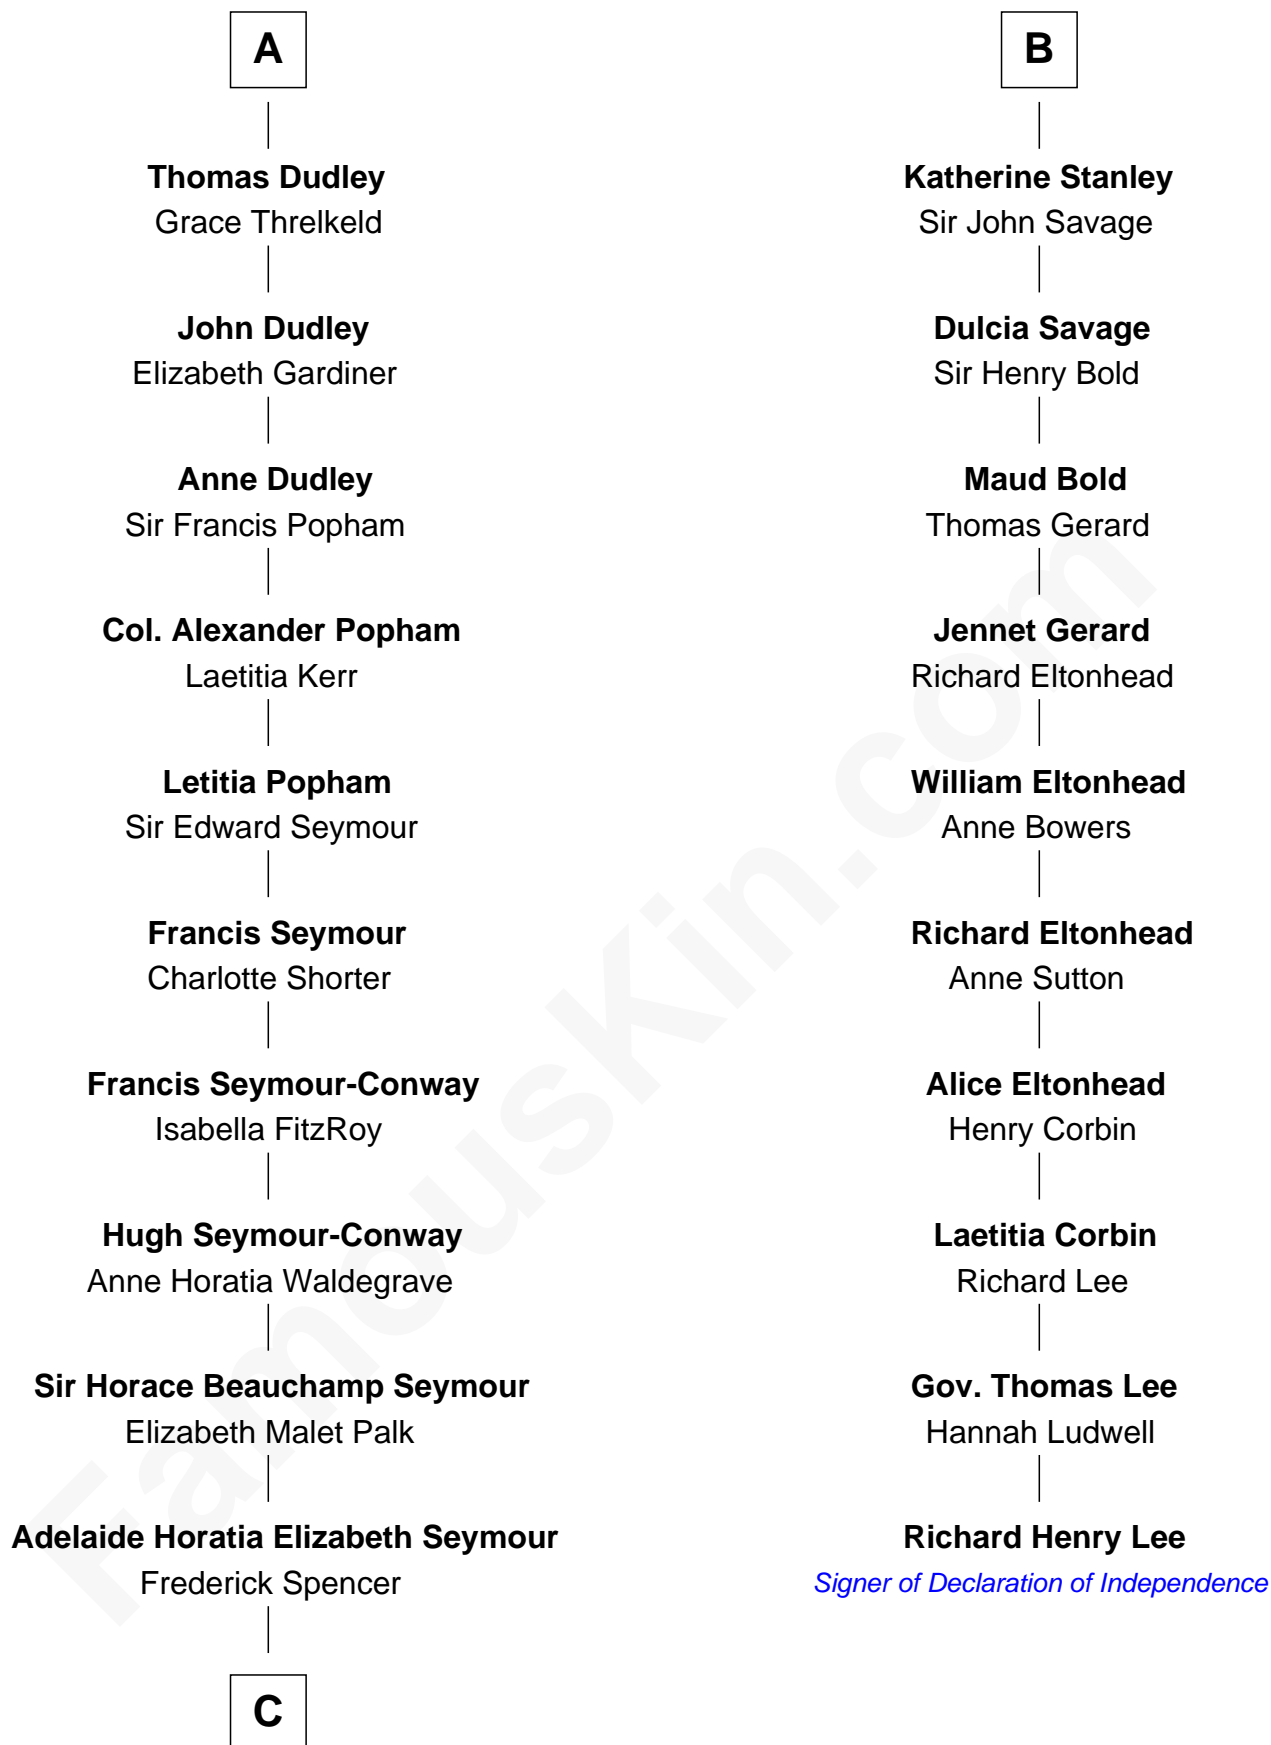 A
Thomas Dudley
Grace Threlkeld
John Dudley
Elizabeth Gardiner
Anne Dudley
Sir Francis Popham
Col. Alexander Popham
Laetitia Kerr
Letitia Popham
Sir Edward Seymour
Francis Seymour
Charlotte Shorter
Francis Seymour-Conway
Isabella FitzRoy
Hugh Seymour-Conway
Anne Horatia Waldegrave
Sir Horace Beauchamp Seymour
Elizabeth Malet Palk
Adelaide Horatia Elizabeth Seymour
Frederick Spencer
C
B
Katherine Stanley
Sir John Savage
Dulcia Savage
Sir Henry Bold
Maud Bold
Thomas Gerard
Jennet Gerard
Richard Eltonhead
William Eltonhead
Anne Bowers
Richard Eltonhead
Anne Sutton
Alice Eltonhead
Henry Corbin
Laetitia Corbin
Richard Lee
Gov. Thomas Lee
Hannah Ludwell
Richard Henry Lee
Signer of Declaration of Independence
FamousKin.com